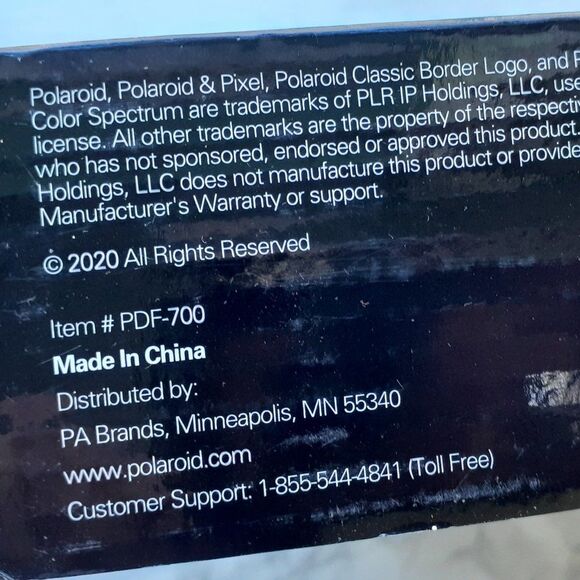 Polaroid, Polaroid & Pixel, Polaroid Classic Border Logo, and
Color Spectrum are trademarks of PLR IP Holdings, LLC,
license. All other trademarks are the property of the
who has not sponsored, endorsed or approved this product.
Holdings, LLC does not manufacture this product or
Manufacturer's Warranty or support.
© 2020 All Rights Reserved
Item # PDF-700
Made In China
Distributed by:
PA Brands, Minneapolis, MN 55340
www.polaroid.com
Customer Support: 1-855-544-4841 (Toll Free)